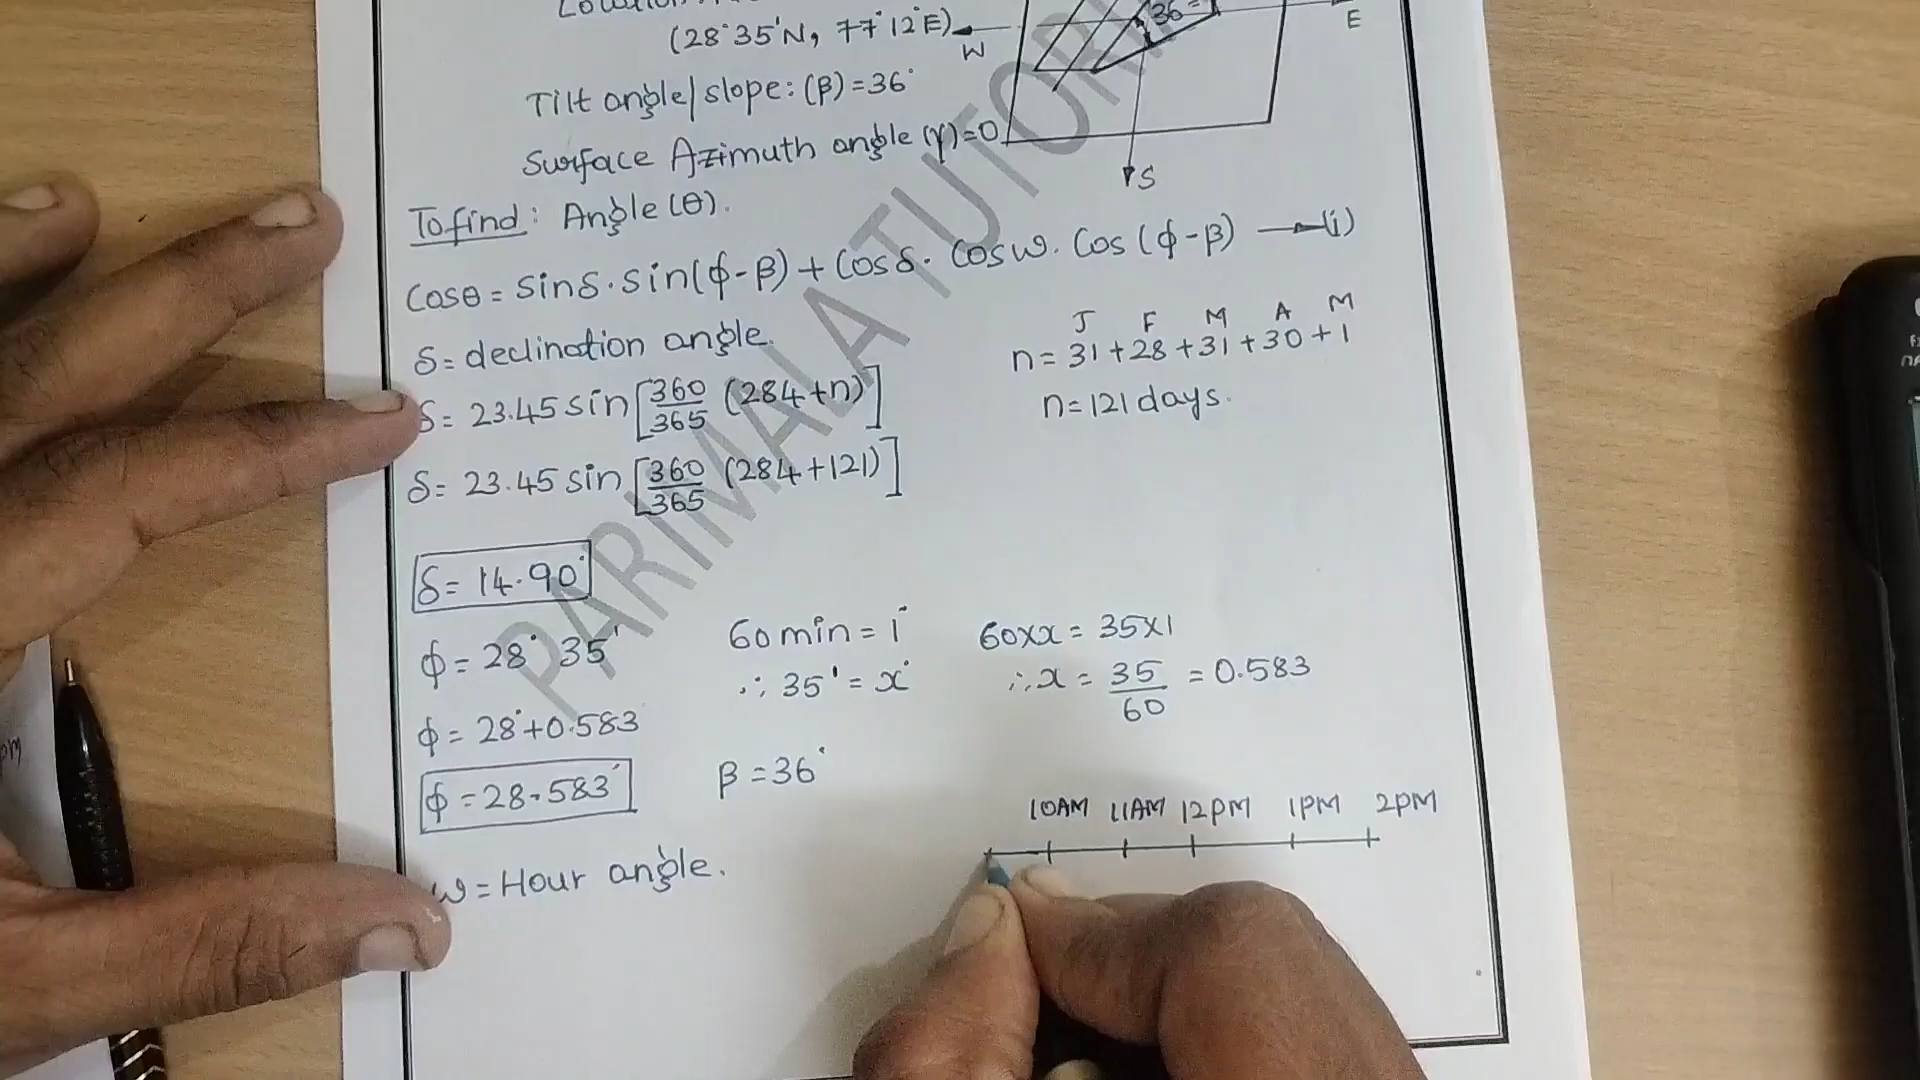 (28°35'N, 77°12'E)
W
E
36°
Tilt angle/slope: (β)=36°
Surface Azimuth angle (γ)=0
S
To find: Angle (θ).
Cosθ = sinδ.sin(ϕ-β)+Cosδ. Cosω. Cos(ϕ-β) (i)
δ= declination angle.
J F M A M
n= 31+28+31+30+1
δ= 23.45 sin[360/365 (284+n)]
n=121 days.
δ= 23.45 sin[360/365 (284+121)]
δ= 14.90°
ϕ= 28° 35'
60 min = 1°
60xx = 35x1
∴ 35' = x°
∴x = 35/60 = 0.583
ϕ= 28°+0.583
ϕ=28.583°
β=36°
10AM 11AM 12PM 1PM 2PM
ω=Hour angle.
PM
PARIMALA TUTOR